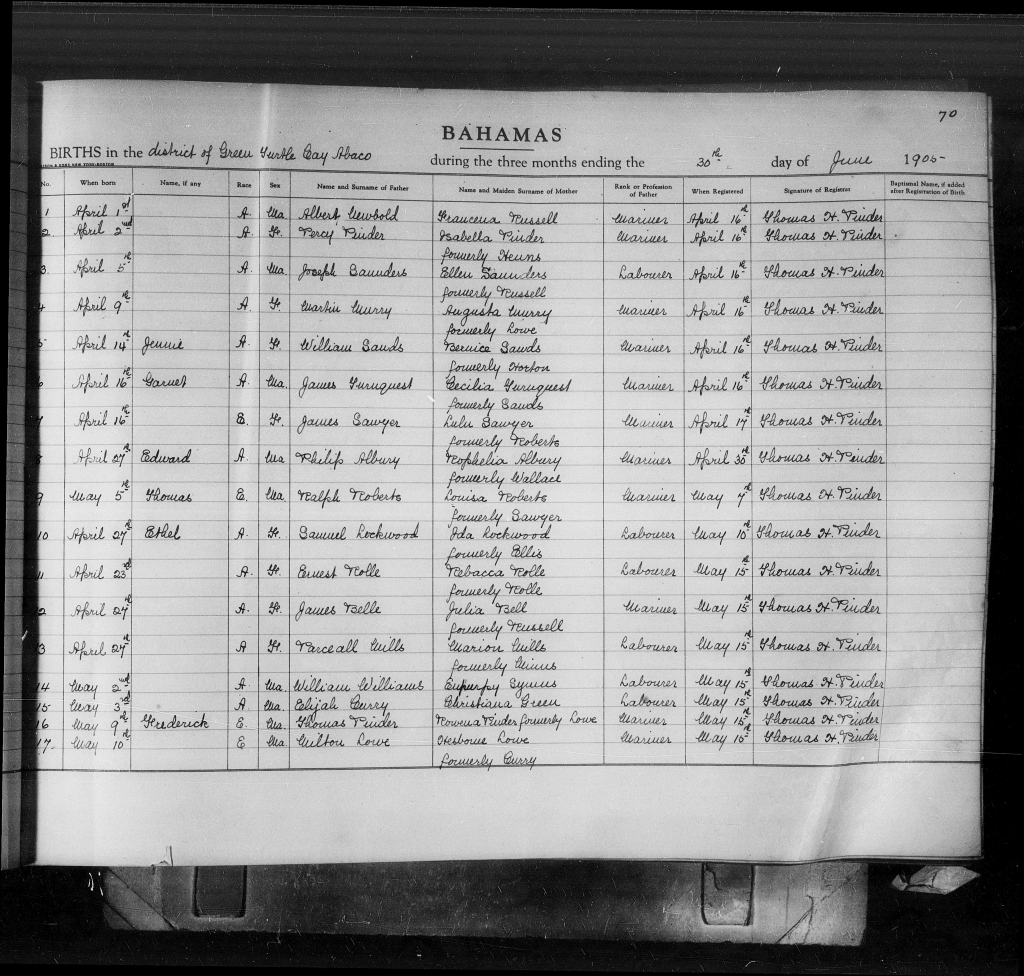 70
BAHAMAS
BIRTHS in the district of Green Turtle Cay Abaco during the three months ending the 30th day of June 1905
No. When born Name, if any Race Sex Name and Surname of Father Name and Maiden Surname of Mother Rank or Profession of Father When Registered Signature of Registrar Baptismal Name, if added after Registration of Birth
1 April 1st A. Ma. Albert Newbold Francena Russell Mariner April 16th Thomas H. Pinder
2 April 2nd A. F. Percy Pinder Isabella Pinder Mariner April 16th Thomas H. Pinder
formerly
3. April 5th A. Ma. Joseph Saunders Ellen Saunders Labourer April 16th Thomas H. Pinder
formerly Russell
4 April 9th A. F. Martin Murry Augusta Murry Mariner April 16th Thomas H. Pinder
formerly Lowe
5 April 14th Jennie A. F. William Sands Bernice Sands Mariner April 16th Thomas H. Pinder
formerly Horton
6 April 16th Garnet A. Ma. James Turnquest Cecilia Turnquest Mariner April 16th Thomas H. Pinder
formerly Sands
7 April 16th E. F. James Sawyer Lulu Sawyer Mariner April 17th Thomas H. Pinder
formerly Roberts
8 April 27th Edward A. Ma Philip Albury Rophelia Albury Mariner April 30th Thomas H. Pinder
formerly Wallace
9 May 5th Thomas E. Ma Ralph Roberts Louisa Roberts Mariner May 7th Thomas H. Pinder
formerly Sawyer
10 April 27th Ethel A. F. Samuel Lockwood Ida Lockwood Labourer May 10th Thomas H. Pinder
formerly Ellis
11 April 23rd A. F. Ernest Rolle Rebacca Rolle Labourer May 15th Thomas H. Pinder
formerly Rolle
2 April 27th A. F. James Belle Julia Bell Mariner May 15th Thomas H. Pinder
formerly Russell
3 April 27th A F. Parceall Mills Marion Mills Labourer May 15th Thomas H. Pinder
formerly Minus
14 May 2nd A Ma. William Williams Symns Labourer May 15th Thomas H. Pinder
15 May 3rd A Ma. Elijah Curry Christiana Green Labourer May 15th Thomas H. Pinder
16 May 9th Frederick E. Ma. Thomas Pinder Rowena Pinder formerly Lowe Mariner May 15th Thomas H. Pinder
17. May 10th E Ma. Milton Lowe Lowe Mariner May 15th Thomas H. Pinder
formerly Curry